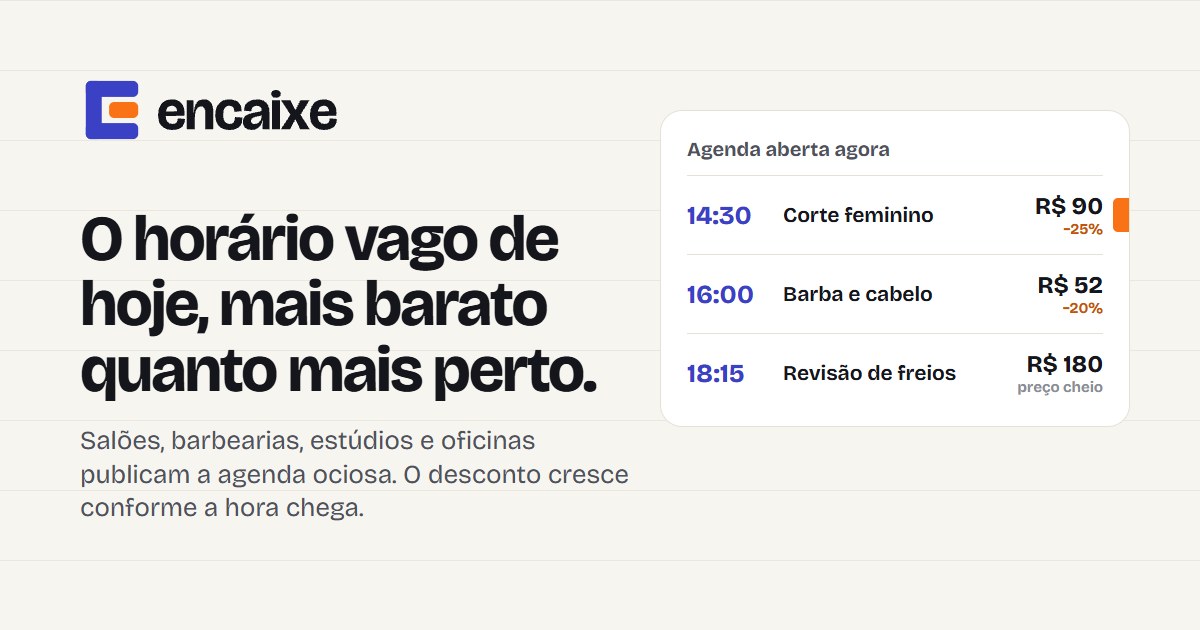 encaixe
O horário vago de
hoje, mais barato
quanto mais perto.
Salões, barbearias, estúdios e oficinas
publicam a agenda ociosa. O desconto cresce
conforme a hora chega.
Agenda aberta agora
14:30 Corte feminino R$ 90
-25%
16:00 Barba e cabelo R$ 52
-20%
18:15 Revisão de freios R$ 180
preço cheio